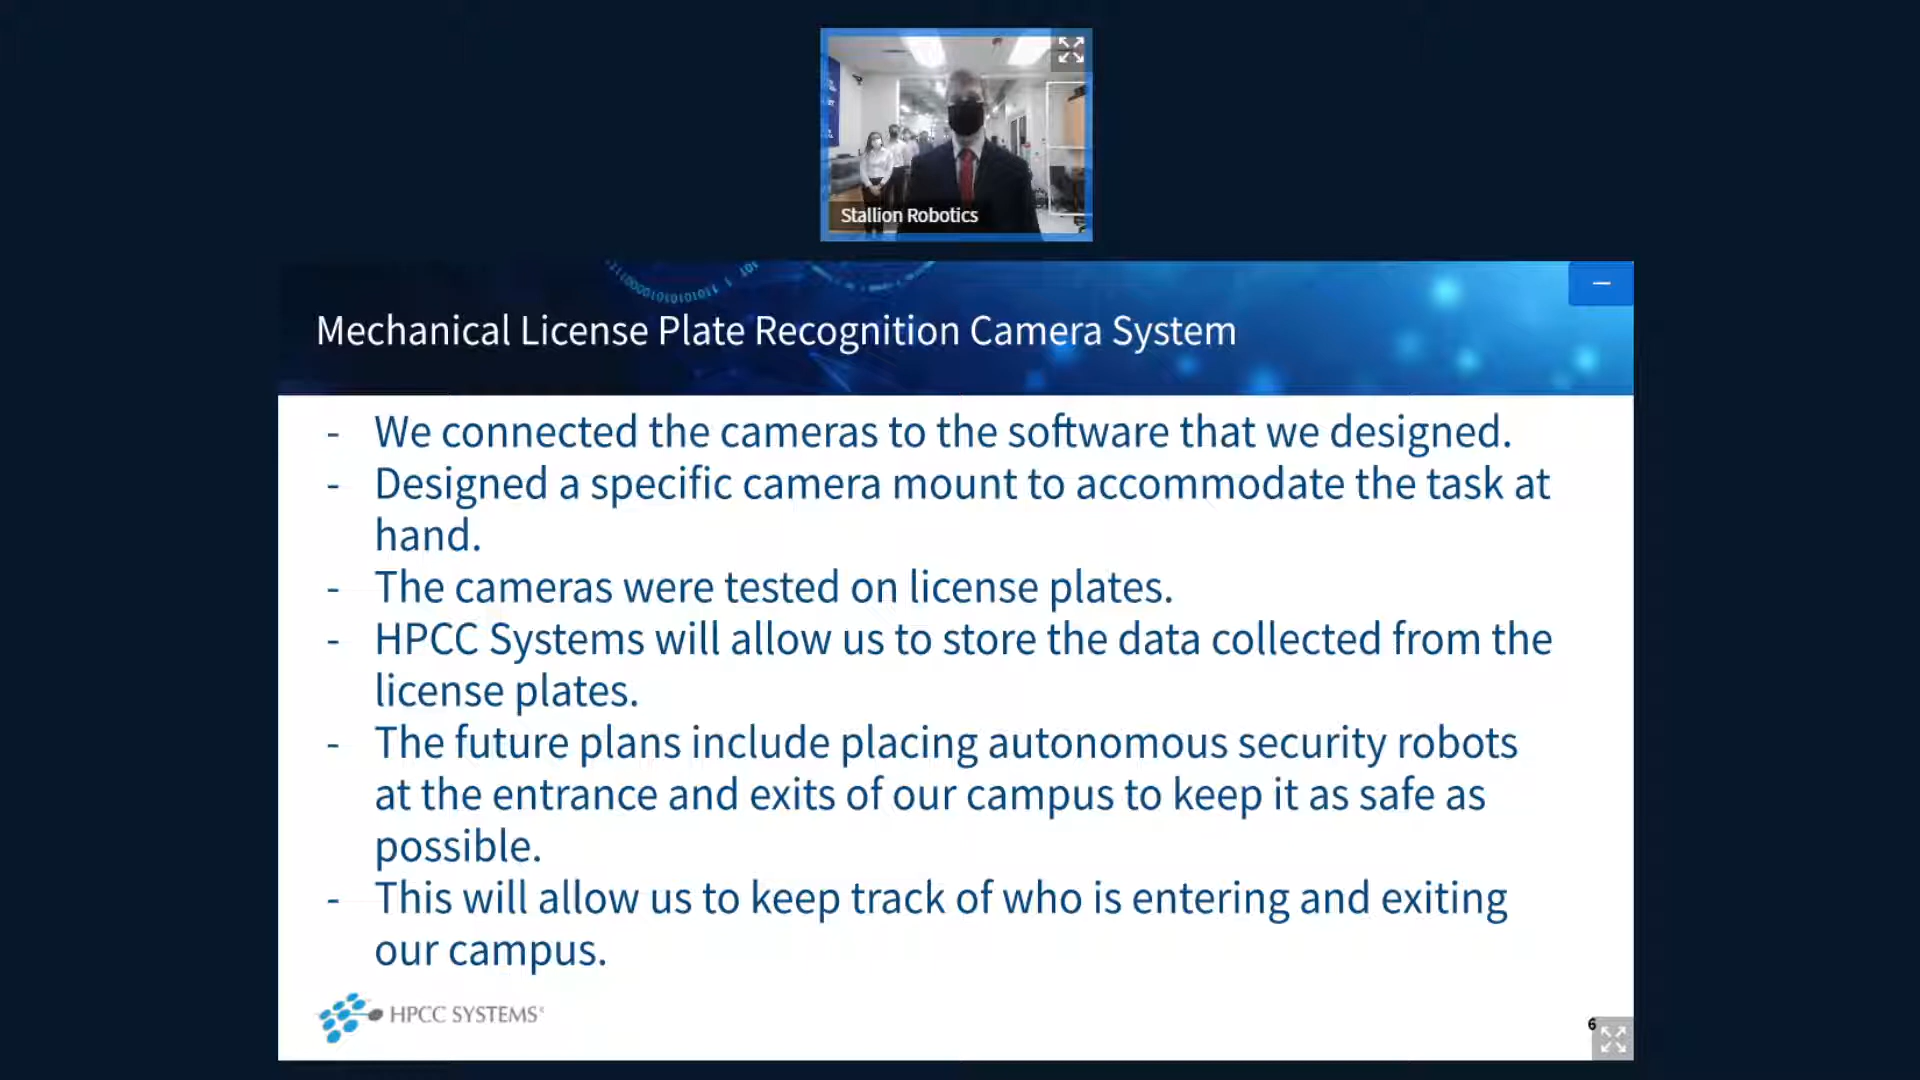 Stallion Robotics
Mechanical License Plate Recognition Camera System
- We connected the cameras to the software that we designed.
- Designed a specific camera mount to accommodate the task at
hand.
- The cameras were tested on license plates.
- HPCC Systems will allow us to store the data collected from the
license plates.
- The future plans include placing autonomous security robots
at the entrance and exits of our campus to keep it as safe as
possible.
- This will allow us to keep track of who is entering and exiting
our campus.
HPCC SYSTEMS
6